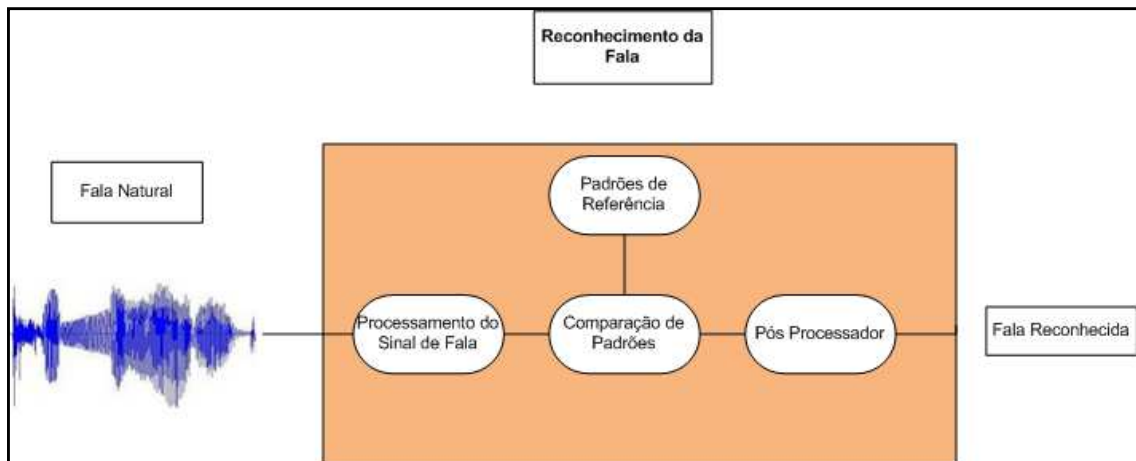 Reconhecimento da
Fala
Fala Natural
Padrões de
Referência
Processamento do
Sinal de Fala
Comparação de
Padrões
Pós Processador
Fala Reconhecida